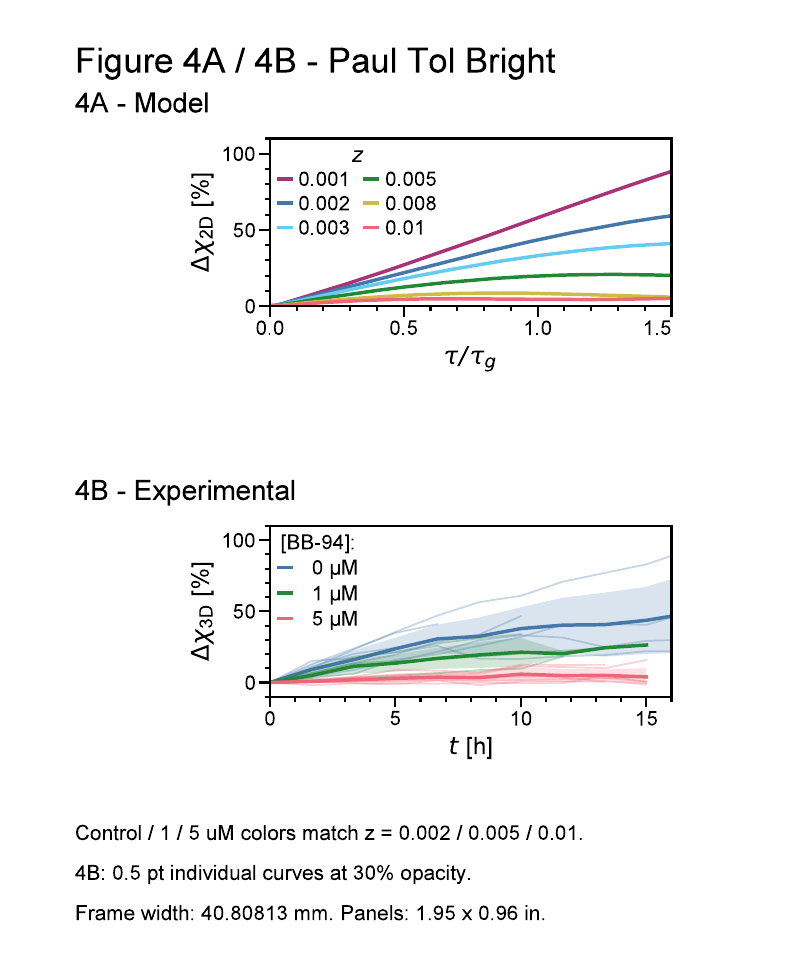 Figure 4A / 4B - Paul Tol Bright
4A - Model
100
50
0
Δχ2D [%]
z
0.001 0.005
0.002 0.008
0.003 0.01
0.0 0.5 1.0 1.5
τ/τg
4B - Experimental
100
50
0
Δχ3D [%]
[BB-94]:
0 μM
1 μM
5 μM
0 5 10 15
t [h]
Control / 1 / 5 uM colors match z = 0.002 / 0.005 / 0.01.
4B: 0.5 pt individual curves at 30% opacity.
Frame width: 40.80813 mm. Panels: 1.95 x 0.96 in.